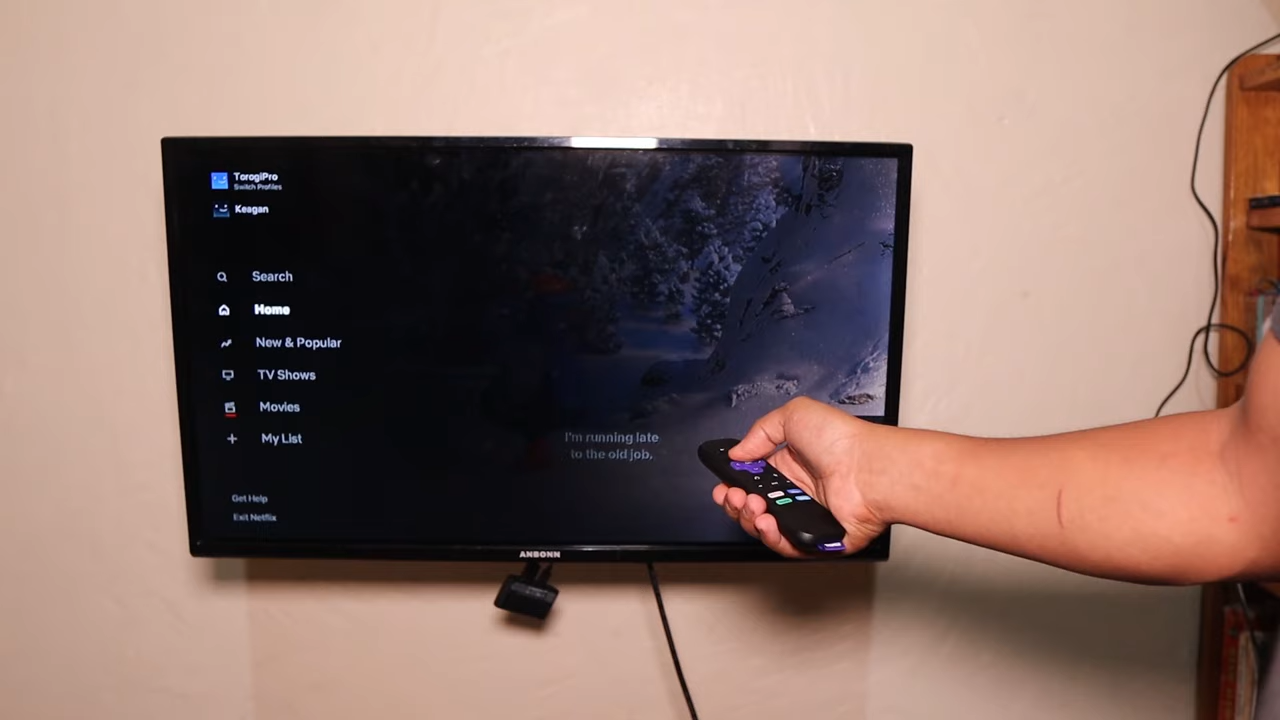 TorogiPro
Switch Profiles
Keagan
Search
Home
New & Popular
TV Shows
Movies
My List
I'm running late
to the old job,
Get Help
Exit Netflix
ANBONN